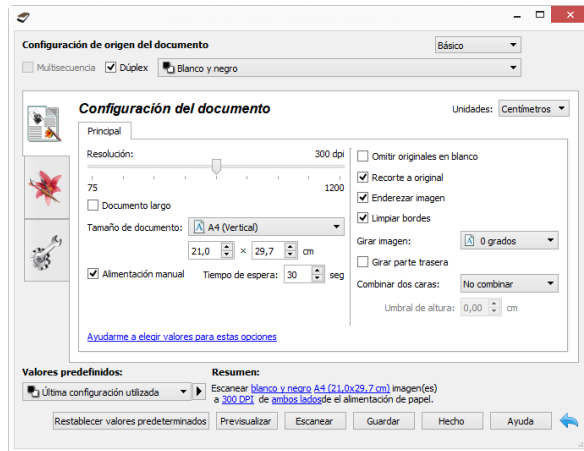 Configuración de origen del documento
Básico
Multisecuencia Dúplex Blanco y negro
Configuración del documento
Unidades: Centímetros
Principal
Resolución: 300 dpi
75 1200
Documento largo
Tamaño de documento: A4 (Vertical)
21,0 × 29,7 cm
Alimentación manual Tiempo de espera: 30 seg
Ayudarme a elegir valores para estas opciones
Omitir originales en blanco
Recorte a original
Enderezar imagen
Limpiar bordes
Girar imagen: 0 grados
Girar parte trasera
Combinar dos caras: No combinar
Umbral de altura: 0,00 cm
Valores predefinidos:
Última configuración utilizada
Resumen:
Escanear blanco y negro A4 (21,0x29,7 cm) imagen(es)
a 300 DPI de ambos ladosde el alimentación de papel.
Restablecer valores predeterminados Previsualizar Escanear Guardar Hecho Ayuda